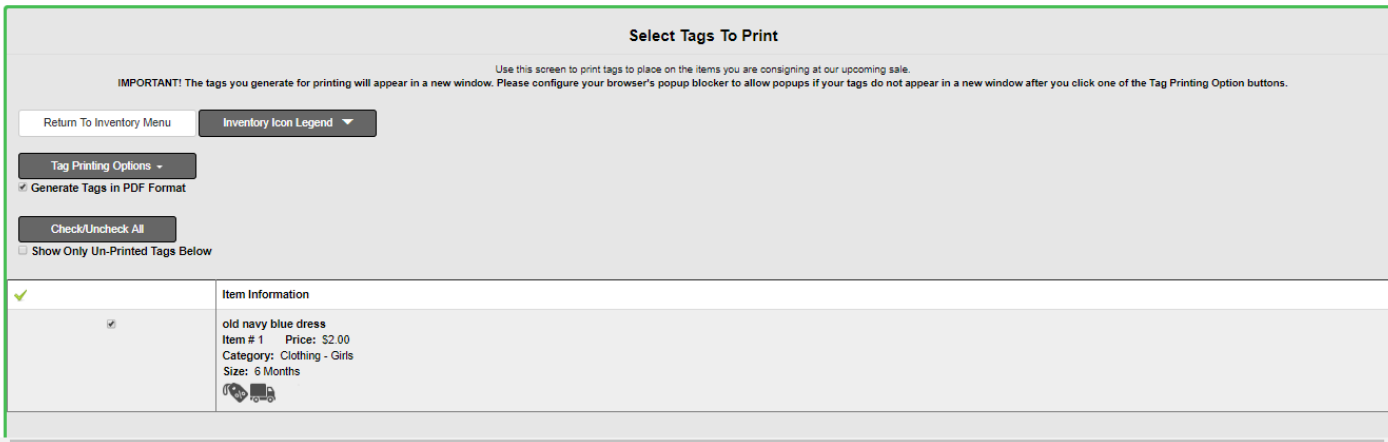 Select Tags To Print
Use this screen to print tags to place on the items you are consigning at our upcoming sale.
IMPORTANT! The tags you generate for printing will appear in a new window. Please configure your browser's popup blocker to allow popups if your tags do not appear in a new window after you click one of the Tag Printing Option buttons.
Return To Inventory Menu Inventory Icon Legend
Tag Printing Options
Generate Tags in PDF Format
Check/Uncheck All
Show Only Un-Printed Tags Below
Item Information
old navy blue dress
Item # 1 Price: $2.00
Category: Clothing - Girls
Size: 6 Months